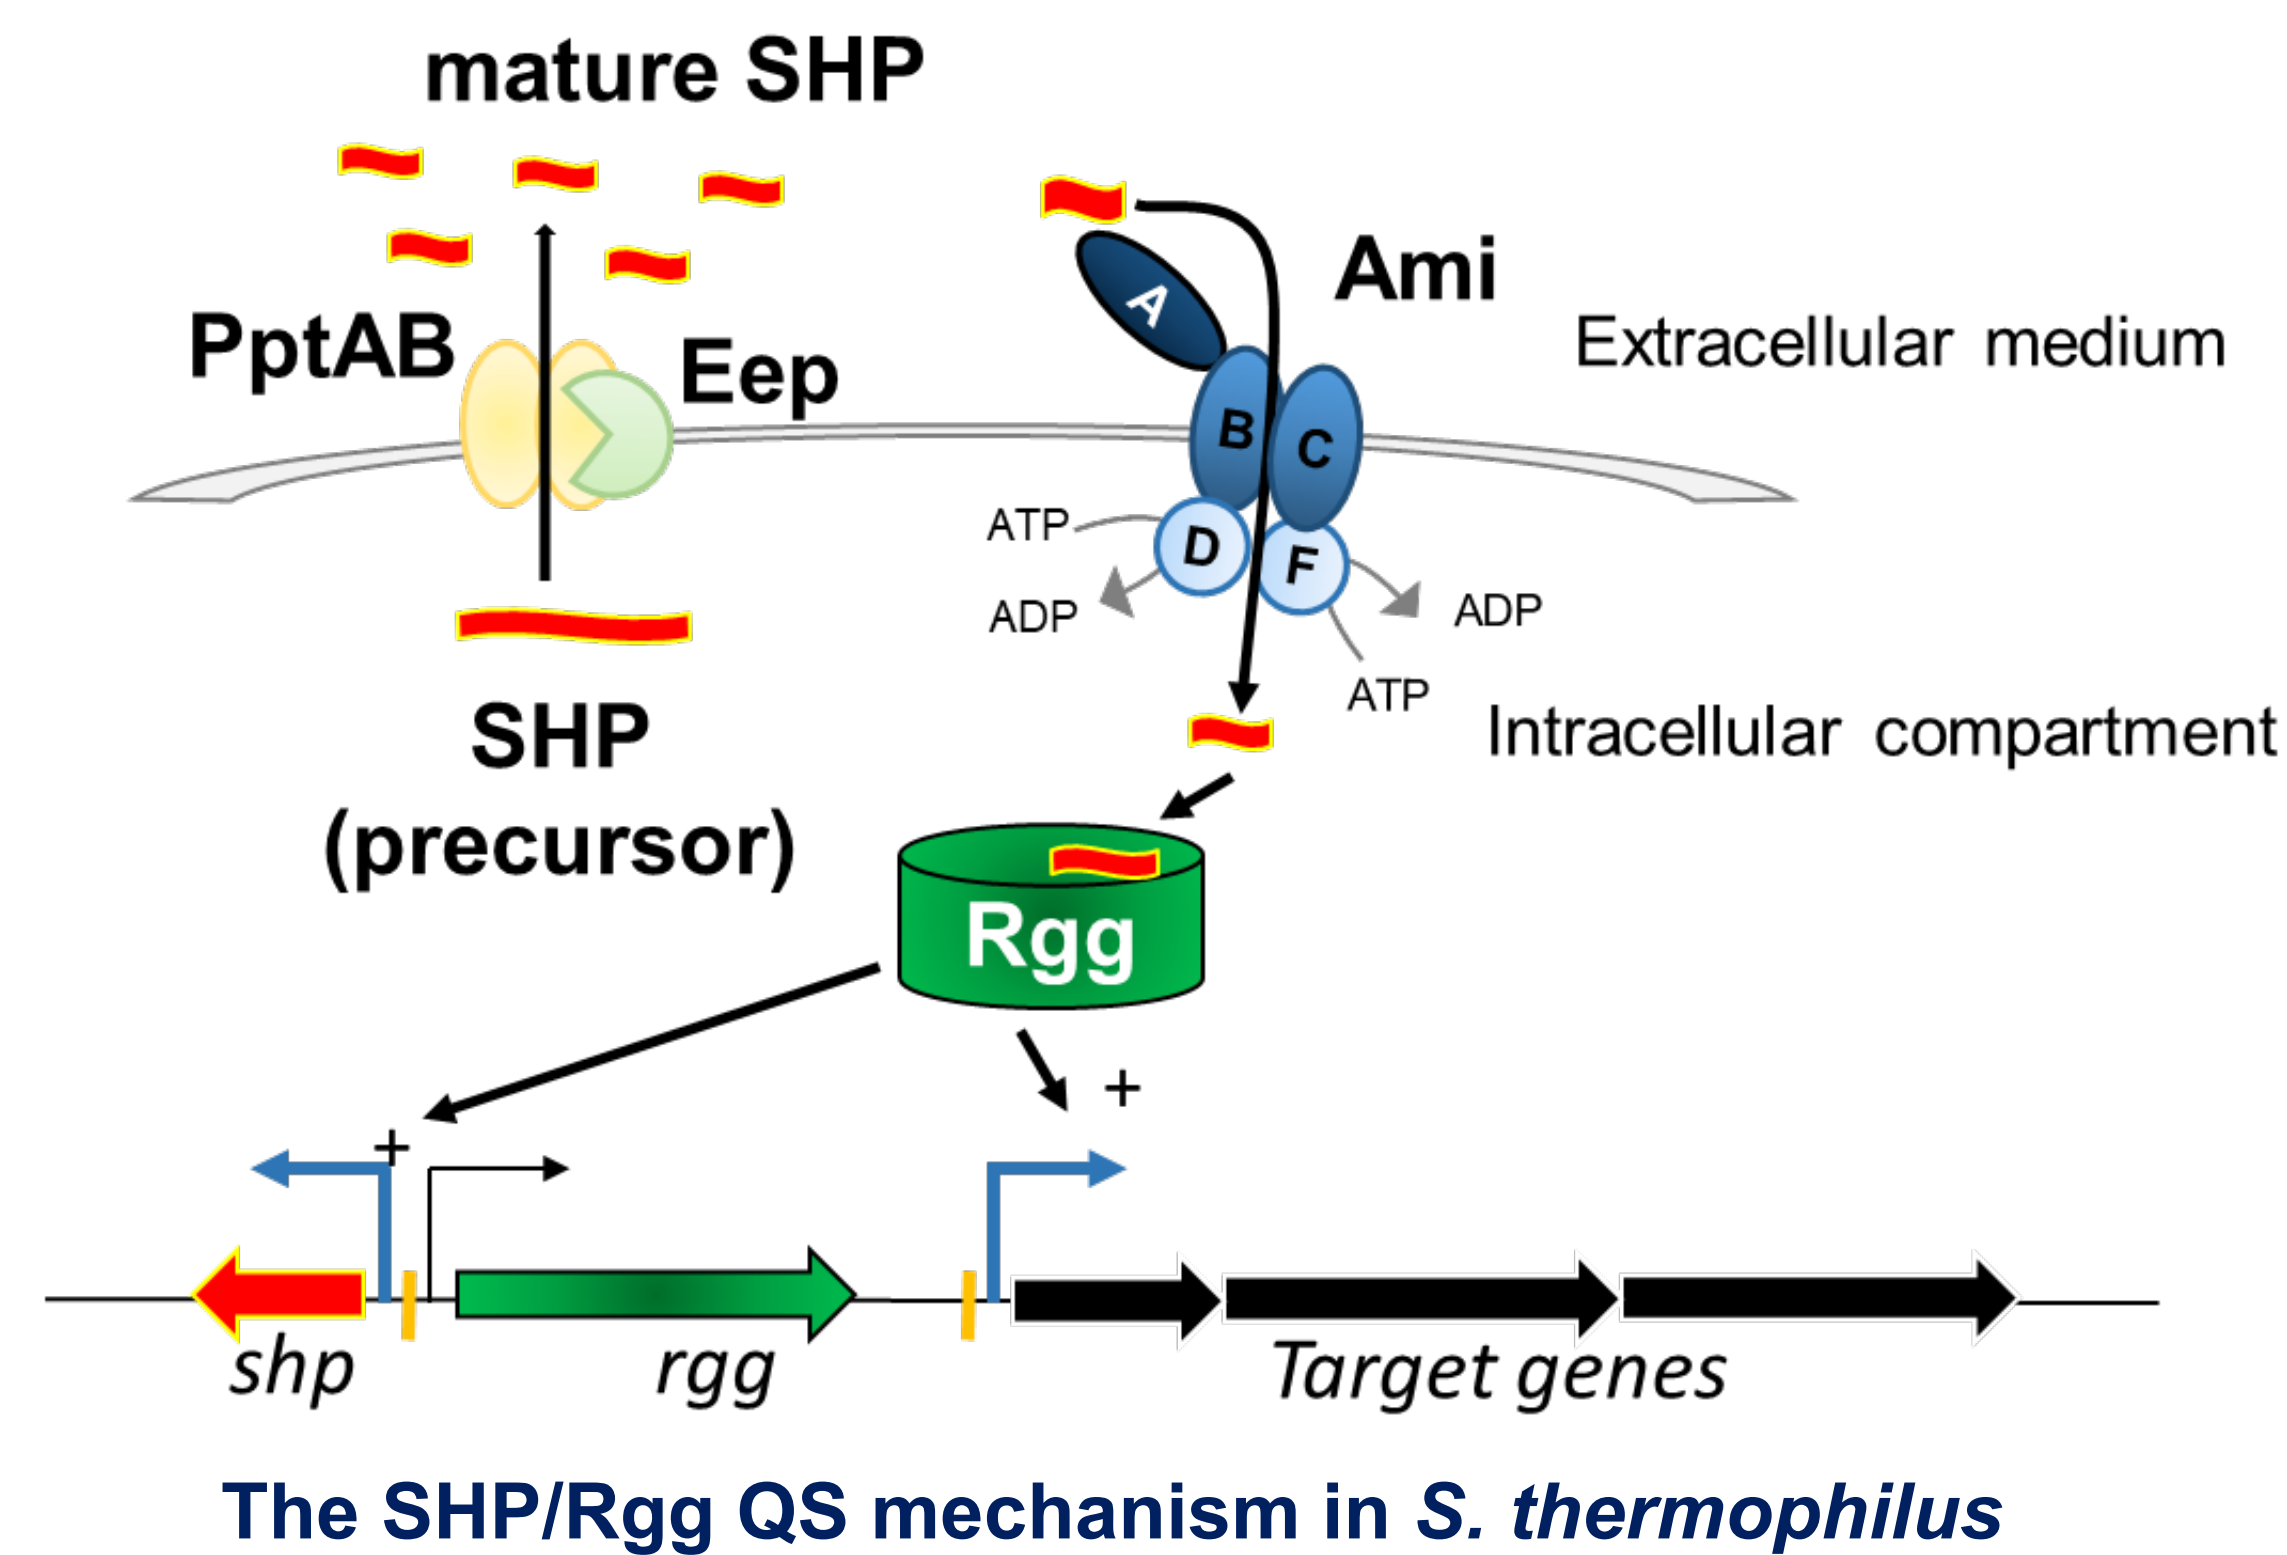 mature SHP
PptAB
Eep
Ami
A
B
C
D
F
Extracellular medium
ATP
ADP
ADP
ATP
Intracellular compartment
SHP
(precursor)
Rgg
+
+
shp
rgg
Target genes
The SHP/Rgg QS mechanism in S. thermophilus